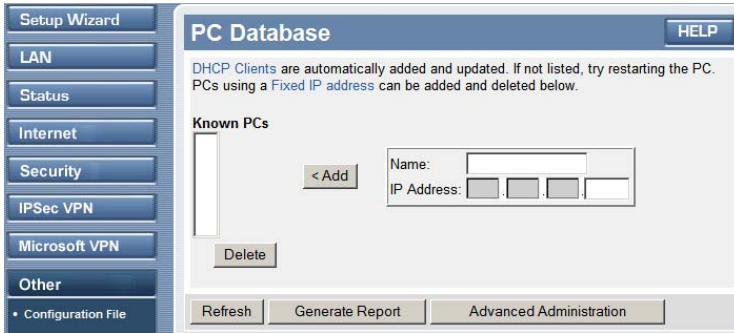 Setup Wizard
LAN
Status
Internet
Security
IPSec VPN
Microsoft VPN
Other
• Configuration File
PC Database
HELP
DHCP Clients are automatically added and updated. If not listed, try restarting the PC.
PCs using a Fixed IP address can be added and deleted below.
Known PCs
< Add
Name:
IP Address: . . .
Delete
Refresh
Generate Report
Advanced Administration